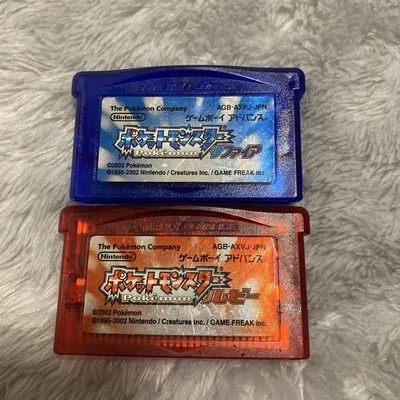 The Pokémon Company
AGB-AXPJ-JPN
Nintendo
ゲームボーイ アドバンス
ポケットモンスター
Pokémon
サファイア
©2002 Pokémon
©1995-2002 Nintendo / Creatures inc. / GAME FREAK inc.
GAME BOY ADVANCE
The Pokémon Company
AGB-AXVJ-JPN
Nintendo
ゲームボーイ アドバンス
ポケットモンスター
Pokémon
ルビー
©2002 Pokémon
©1995-2002 Nintendo / Creatures inc. / GAME FREAK inc.